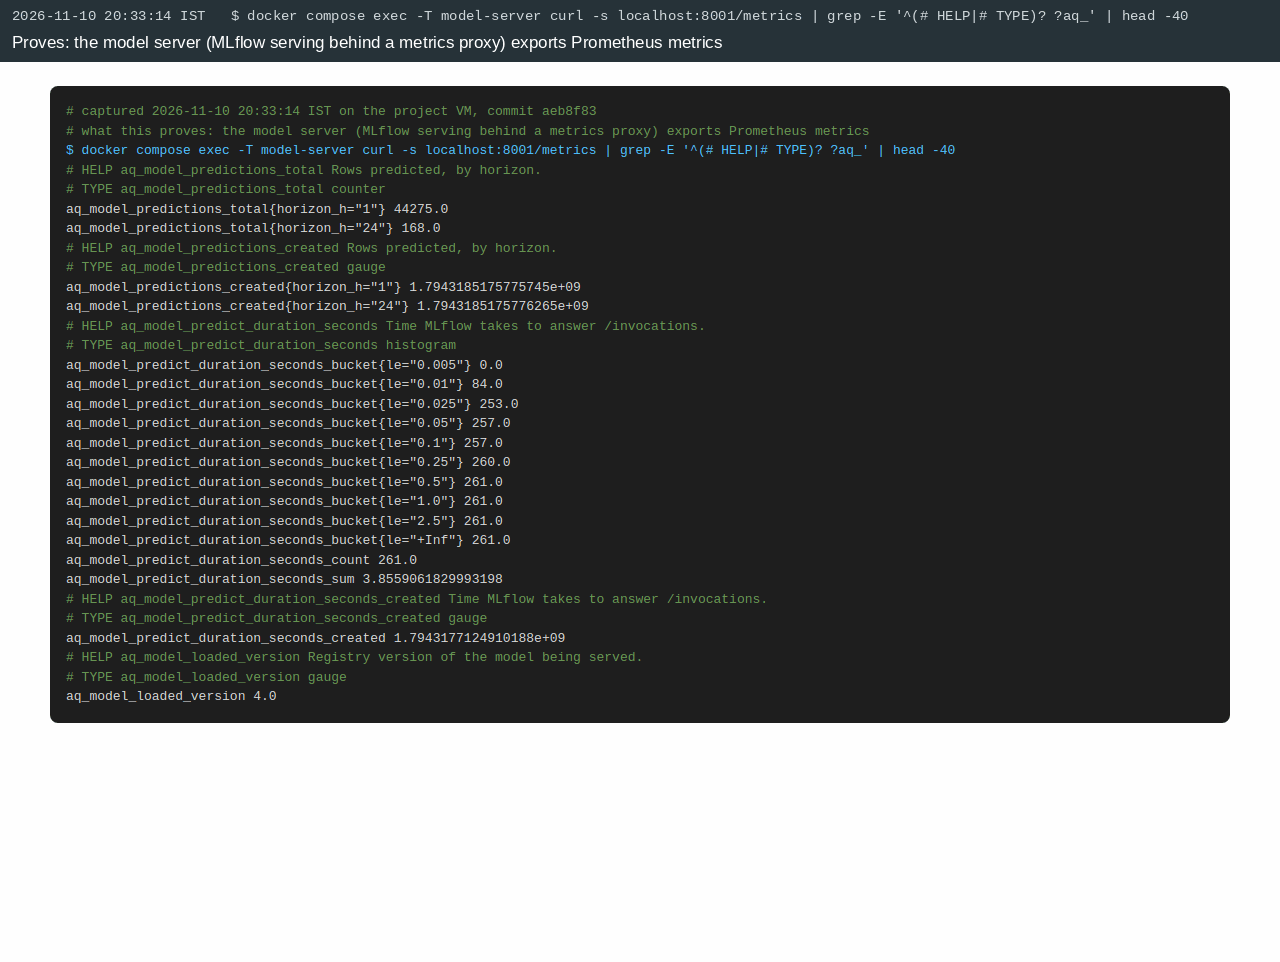 2026-11-10 20:33:14 IST   $ docker compose exec -T model-server curl -s localhost:8001/metrics | grep -E '^(# HELP|# TYPE)? ?aq_' | head -40
Proves: the model server (MLflow serving behind a metrics proxy) exports Prometheus metrics
# captured 2026-11-10 20:33:14 IST on the project VM, commit aeb8f83
# what this proves: the model server (MLflow serving behind a metrics proxy) exports Prometheus metrics
$ docker compose exec -T model-server curl -s localhost:8001/metrics | grep -E '^(# HELP|# TYPE)? ?aq_' | head -40
# HELP aq_model_predictions_total Rows predicted, by horizon.
# TYPE aq_model_predictions_total counter
aq_model_predictions_total{horizon_h="1"} 44275.0
aq_model_predictions_total{horizon_h="24"} 168.0
# HELP aq_model_predictions_created Rows predicted, by horizon.
# TYPE aq_model_predictions_created gauge
aq_model_predictions_created{horizon_h="1"} 1.7943185175775745e+09
aq_model_predictions_created{horizon_h="24"} 1.7943185175776265e+09
# HELP aq_model_predict_duration_seconds Time MLflow takes to answer /invocations.
# TYPE aq_model_predict_duration_seconds histogram
aq_model_predict_duration_seconds_bucket{le="0.005"} 0.0
aq_model_predict_duration_seconds_bucket{le="0.01"} 84.0
aq_model_predict_duration_seconds_bucket{le="0.025"} 253.0
aq_model_predict_duration_seconds_bucket{le="0.05"} 257.0
aq_model_predict_duration_seconds_bucket{le="0.1"} 257.0
aq_model_predict_duration_seconds_bucket{le="0.25"} 260.0
aq_model_predict_duration_seconds_bucket{le="0.5"} 261.0
aq_model_predict_duration_seconds_bucket{le="1.0"} 261.0
aq_model_predict_duration_seconds_bucket{le="2.5"} 261.0
aq_model_predict_duration_seconds_bucket{le="+Inf"} 261.0
aq_model_predict_duration_seconds_count 261.0
aq_model_predict_duration_seconds_sum 3.8559061829993198
# HELP aq_model_predict_duration_seconds_created Time MLflow takes to answer /invocations.
# TYPE aq_model_predict_duration_seconds_created gauge
aq_model_predict_duration_seconds_created 1.7943177124910188e+09
# HELP aq_model_loaded_version Registry version of the model being served.
# TYPE aq_model_loaded_version gauge
aq_model_loaded_version 4.0